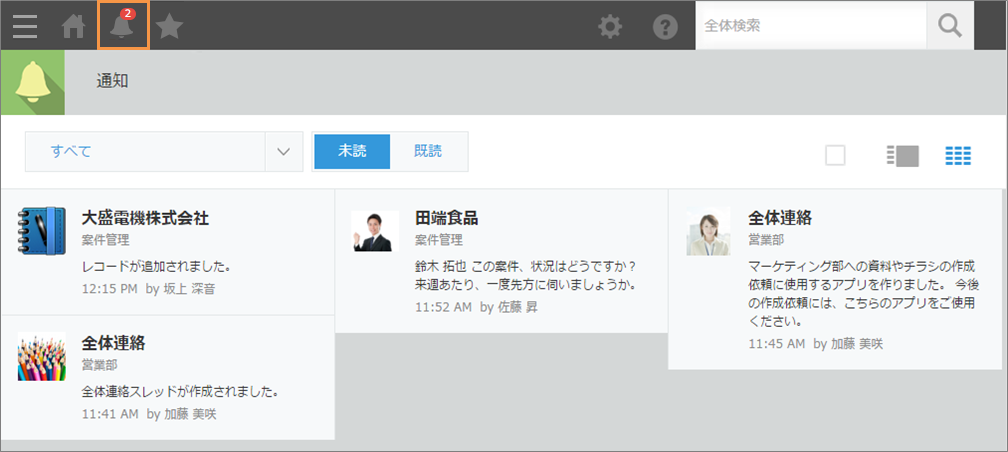 2
全体検索
通知
すべて
未読
既読
大盛電機株式会社
案件管理
レコードが追加されました。
12:15 PM by 坂上 深音
田端食品
案件管理
鈴木 拓也 この案件、状況はどうですか？
来週あたり、一度先方に伺いましょうか。
11:52 AM by 佐藤 昇
全体連絡
営業部
マーケティング部への資料やチラシの作成
依頼に使用するアプリを作りました。 今後
の作成依頼には、こちらのアプリをご使用
ください。
11:45 AM by 加藤 美咲
全体連絡
営業部
全体連絡スレッドが作成されました。
11:41 AM by 加藤 美咲